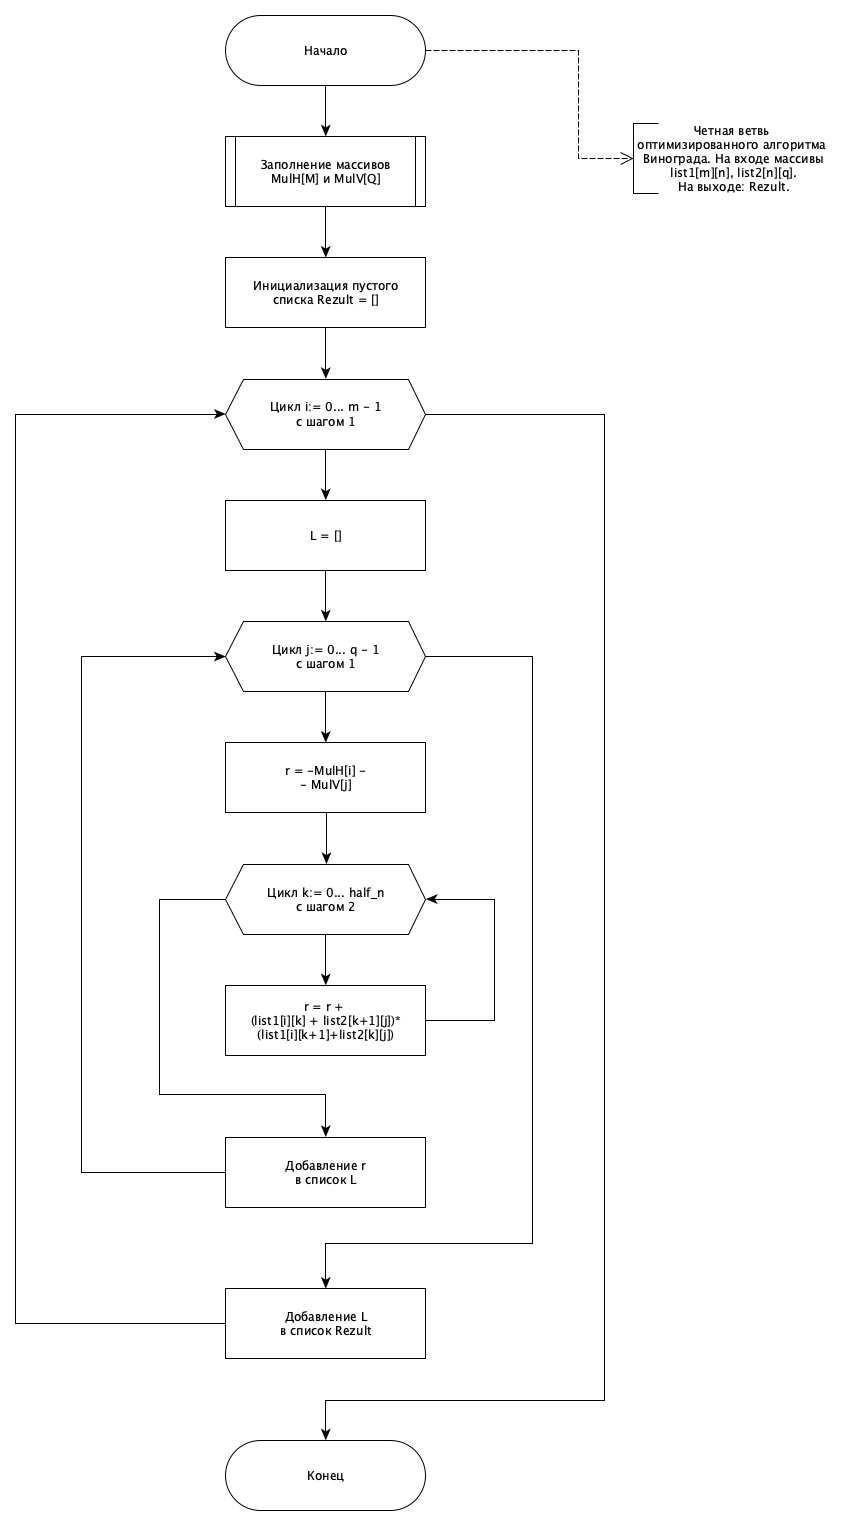 Начало
Четная ветвь
оптимизированного алгоритма
Винограда. На входе массивы
list1[m][n], list2[n][q].
На выходе: Rezult.
Заполнение массивов
MulH[M] и MulV[Q]
Инициализация пустого
списка Rezult = []
Цикл i:= 0... m - 1
с шагом 1
L = []
Цикл j:= 0... q - 1
с шагом 1
r = -MulH[i] -
- MulV[j]
Цикл k:= 0... half_n
с шагом 2
r = r +
(list1[i][k] + list2[k+1][j])*
(list1[i][k+1]+list2[k][j])
Добавление r
в список L
Добавление L
в список Rezult
Конец